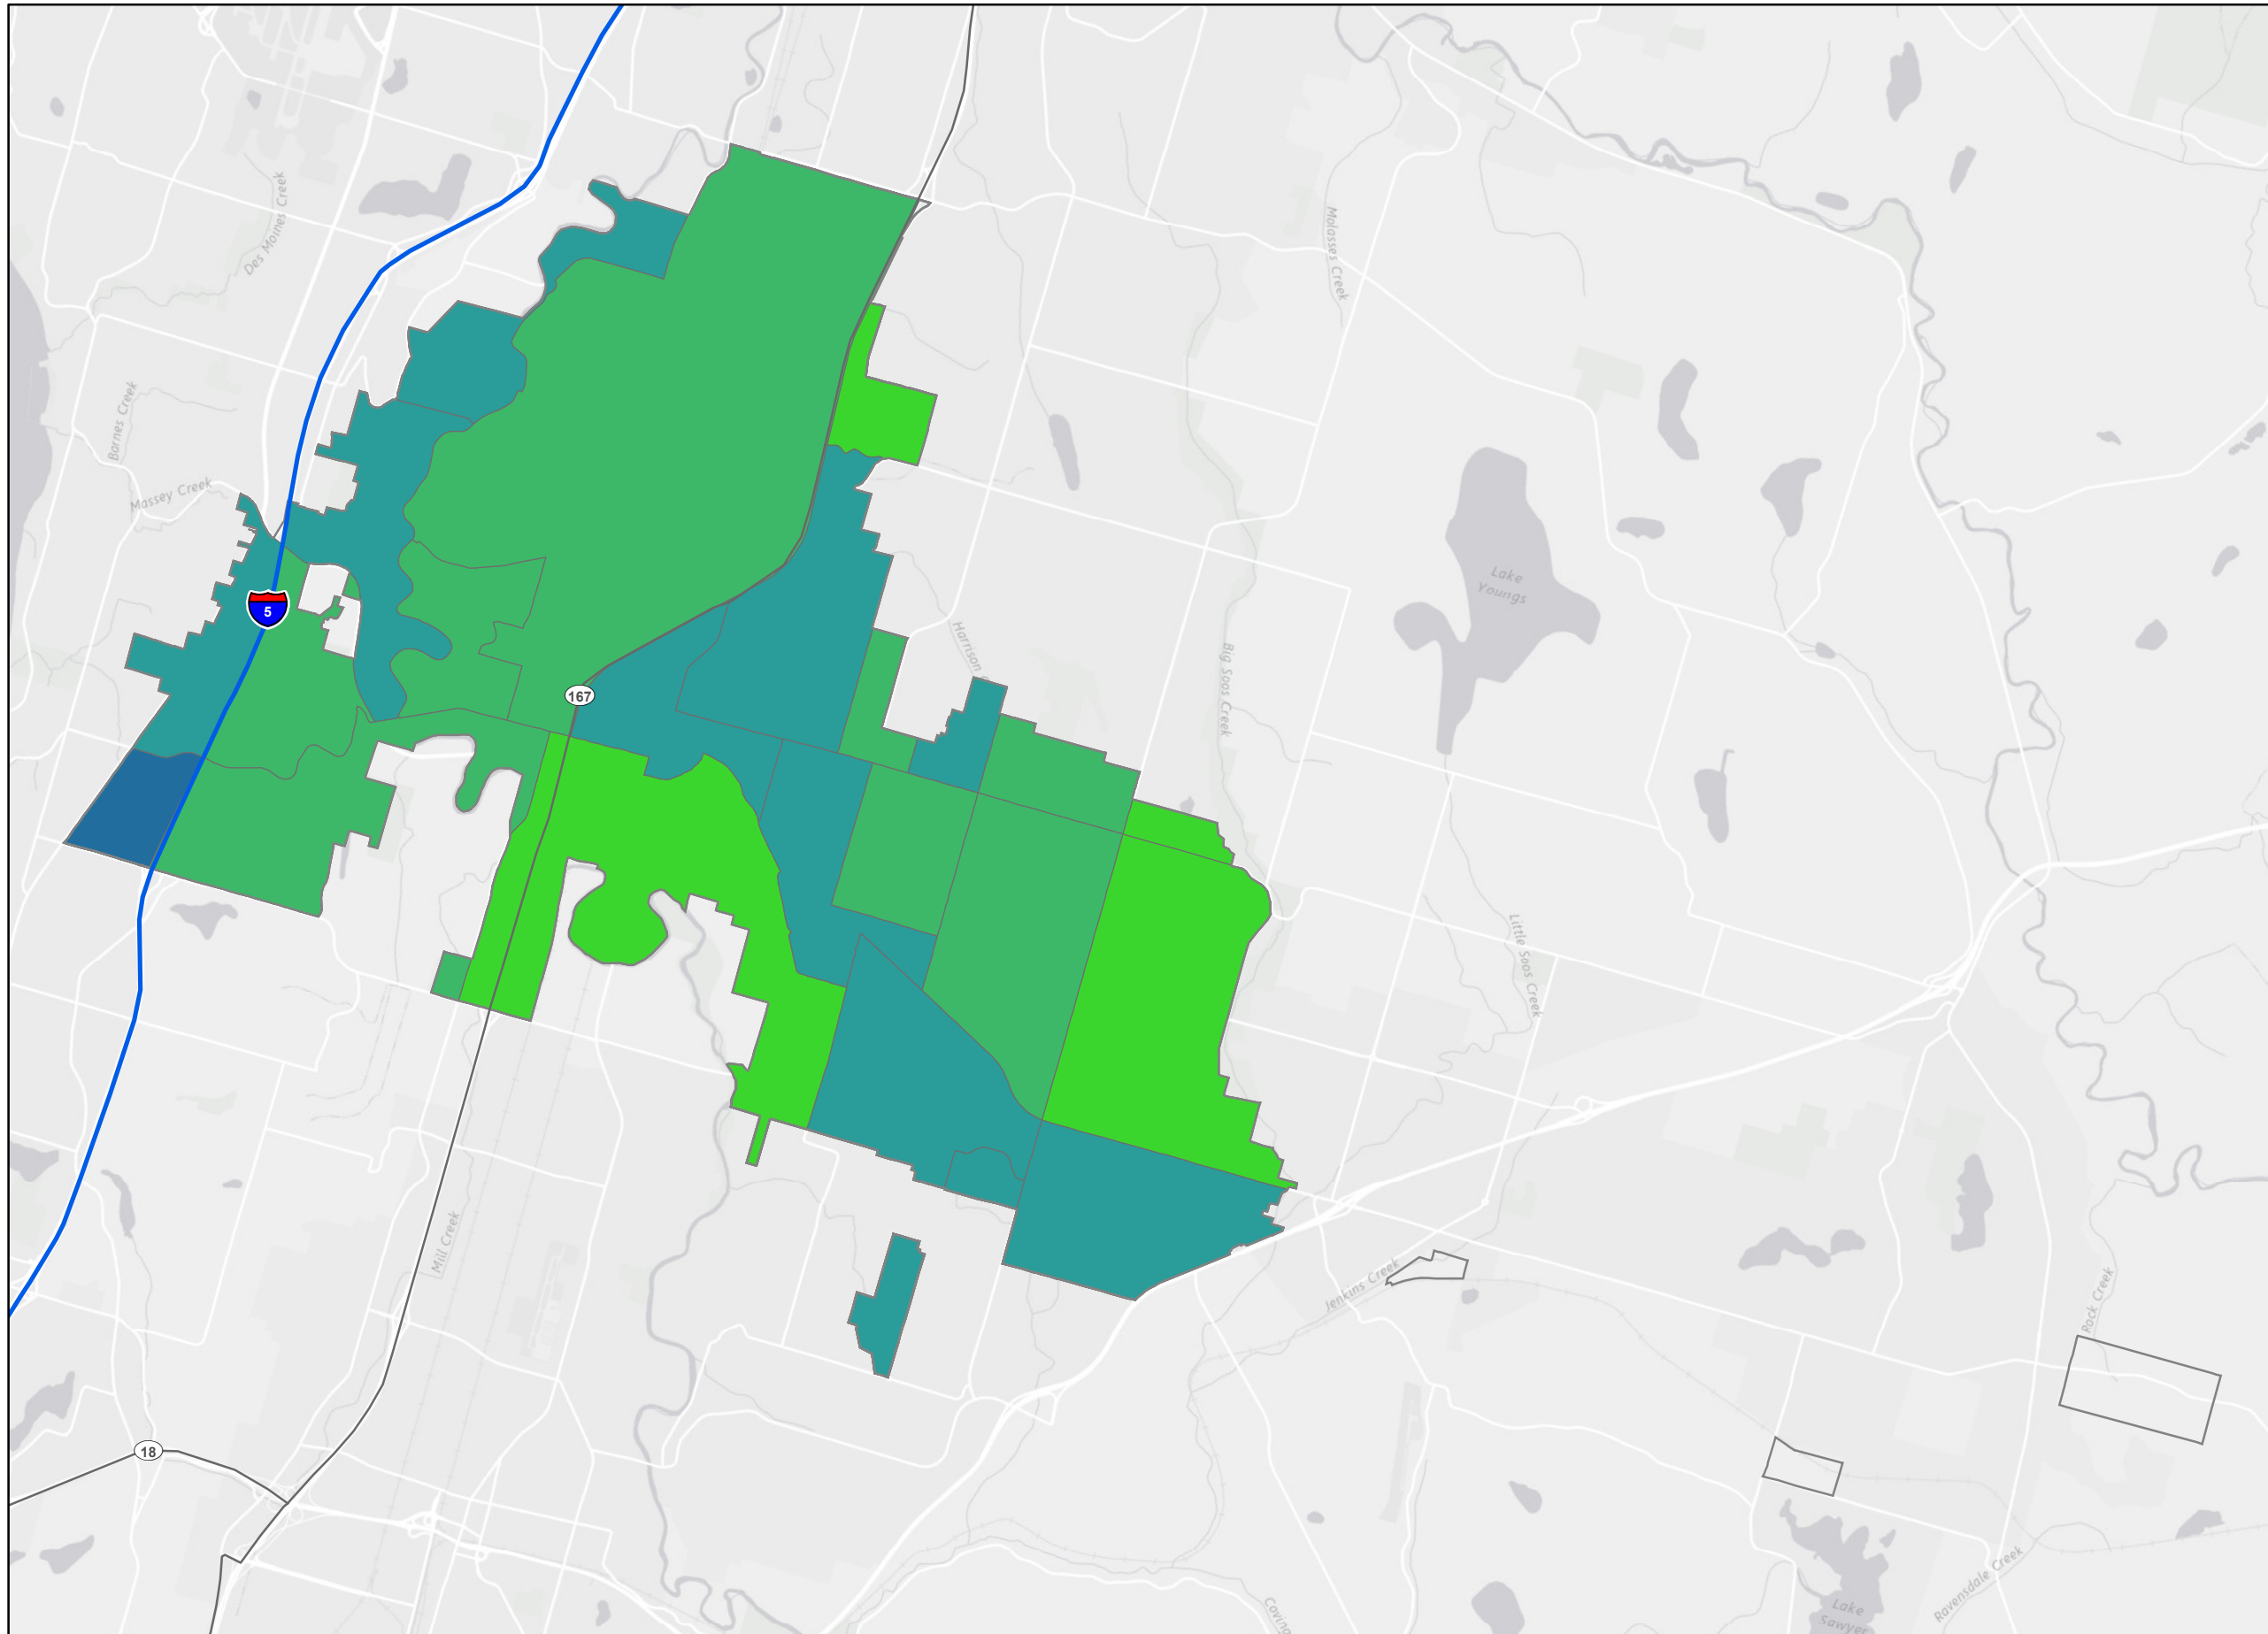 Des Moines Creek
Molasses Creek
Barnes Creek
Massey Creek
Lake
Youngs
5
Harrison
Big Soos Creek
167
Little Soos Creek
Mill Creek
Jenkins Creek
Rock Creek
18
Ravensdale Creek
Coving
Lake
Sawyer